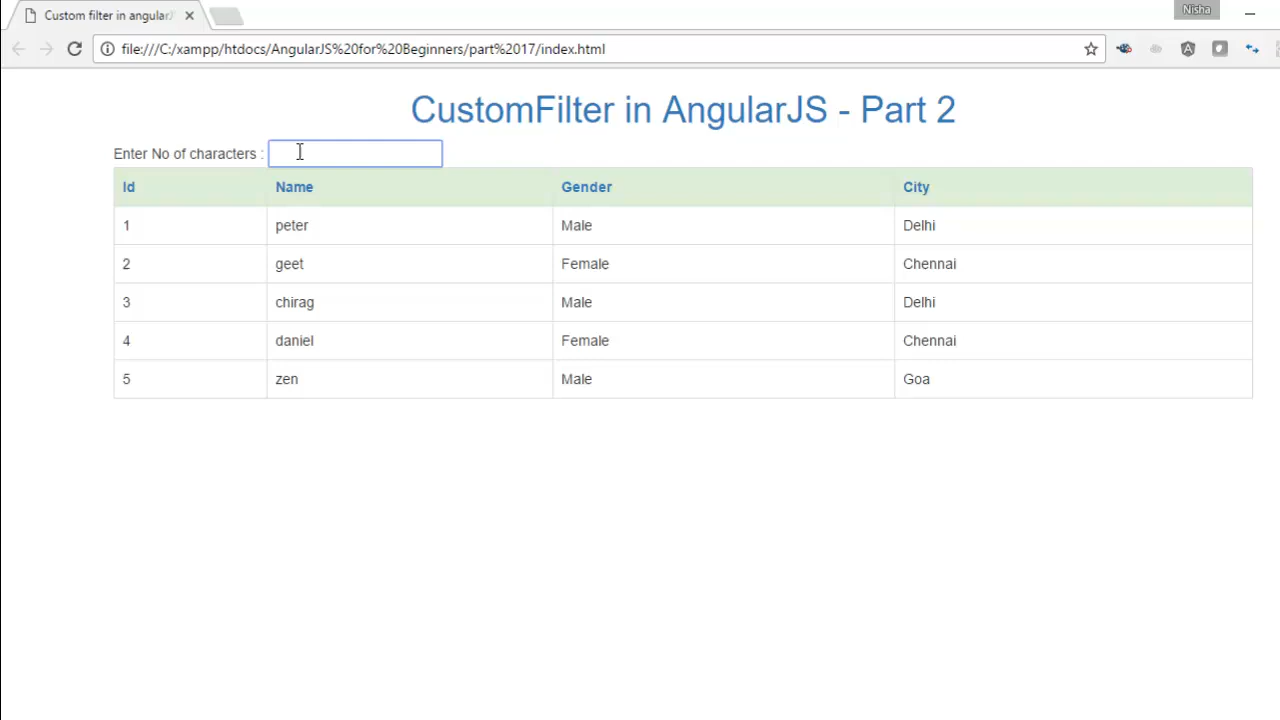 Custom filter in angular
Nisha
file:///C:/xampp/htdocs/AngularJS%20for%20Beginners/part%2017/index.html
CustomFilter in AngularJS - Part 2
Enter No of characters :
Id Name Gender City
1 peter Male Delhi
2 geet Female Chennai
3 chirag Male Delhi
4 daniel Female Chennai
5 zen Male Goa